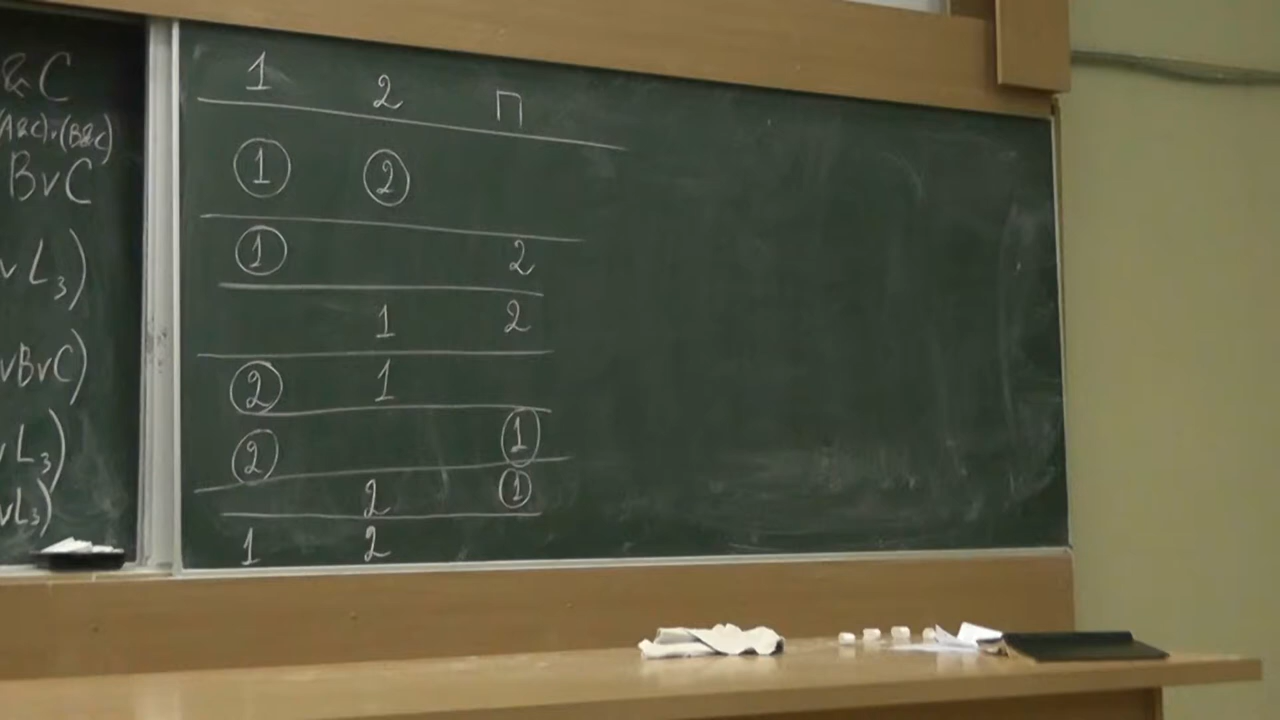 &C
(A&C)∨(B&C)
B∨C
∨L₃)
∨B∨C)
∨L₃)
∨L₃)
1 2 П
① ②
① 2
1 2
② 1
② ①
2 ①
1 2